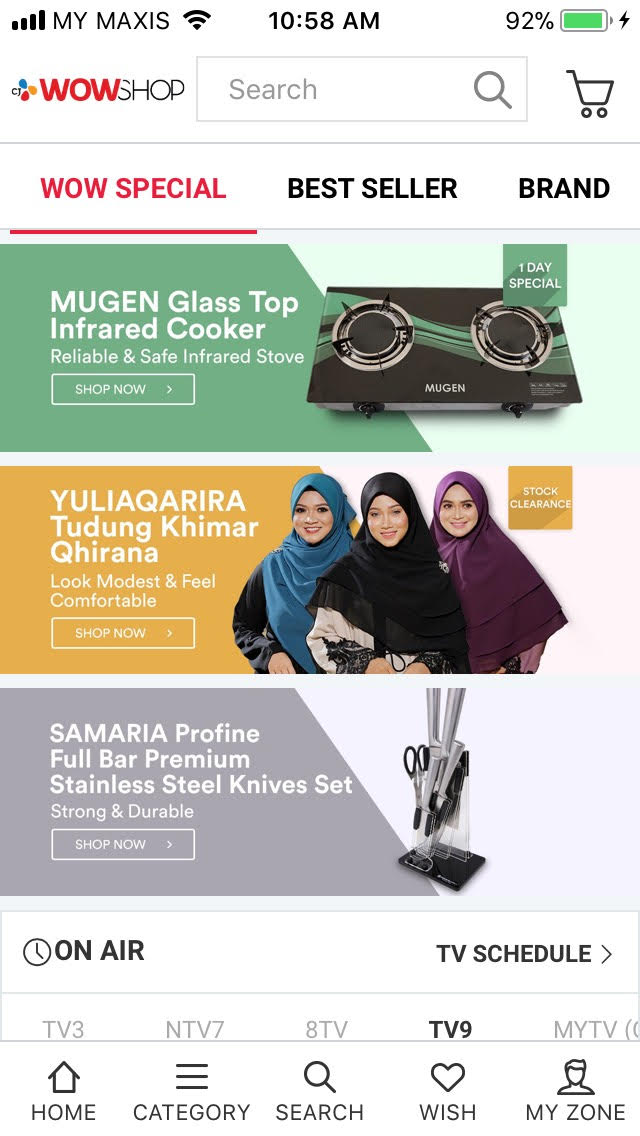 MY MAXIS 10:58 AM 92%
CJ WOWSHOP Search
WOW SPECIAL BEST SELLER BRAND
1 DAY
SPECIAL
MUGEN Glass Top
Infrared Cooker
Reliable & Safe Infrared Stove
SHOP NOW >
MUGEN
STOCK
CLEARANCE
YULIAQARIRA
Tudung Khimar
Qhirana
Look Modest & Feel
Comfortable
SHOP NOW >
SAMARIA Profine
Full Bar Premium
Stainless Steel Knives Set
Strong & Durable
SHOP NOW >
ON AIR TV SCHEDULE >
TV3 NTV7 8TV TV9 MYTV (
HOME CATEGORY SEARCH WISH MY ZONE